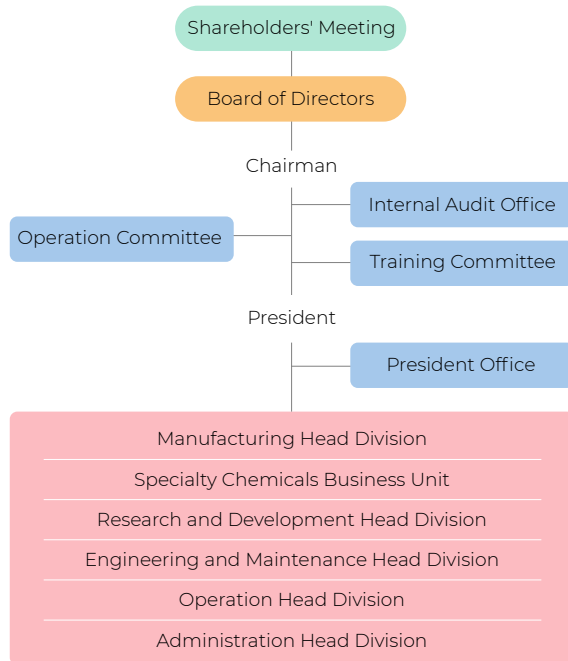 Shareholders' Meeting
Board of Directors
Chairman
Internal Audit Office
Operation Committee
Training Committee
President
President Office
Manufacturing Head Division
Specialty Chemicals Business Unit
Research and Development Head Division
Engineering and Maintenance Head Division
Operation Head Division
Administration Head Division